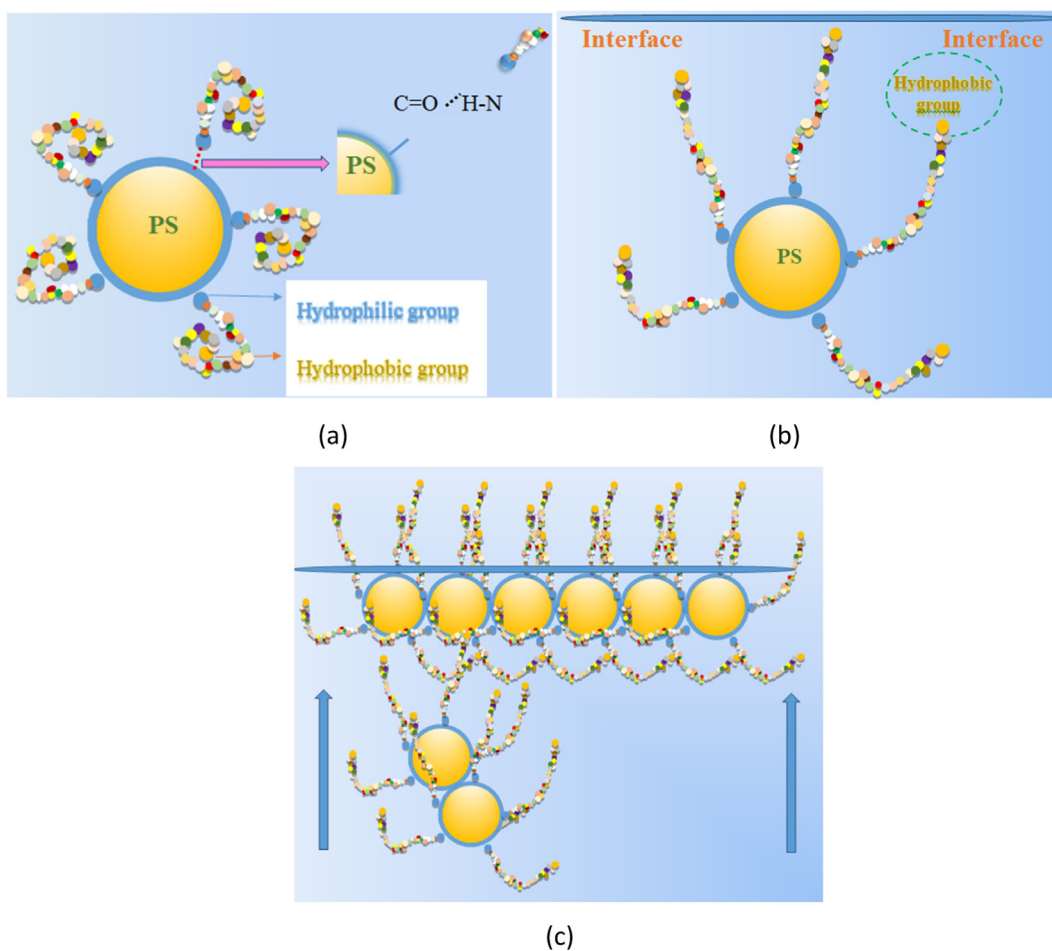 C=O H-N
PS
PS
Hydrophilic group
Hydrophobic group
(a)
Interface
Interface
Hydrophobic
group
PS
(b)
(c)